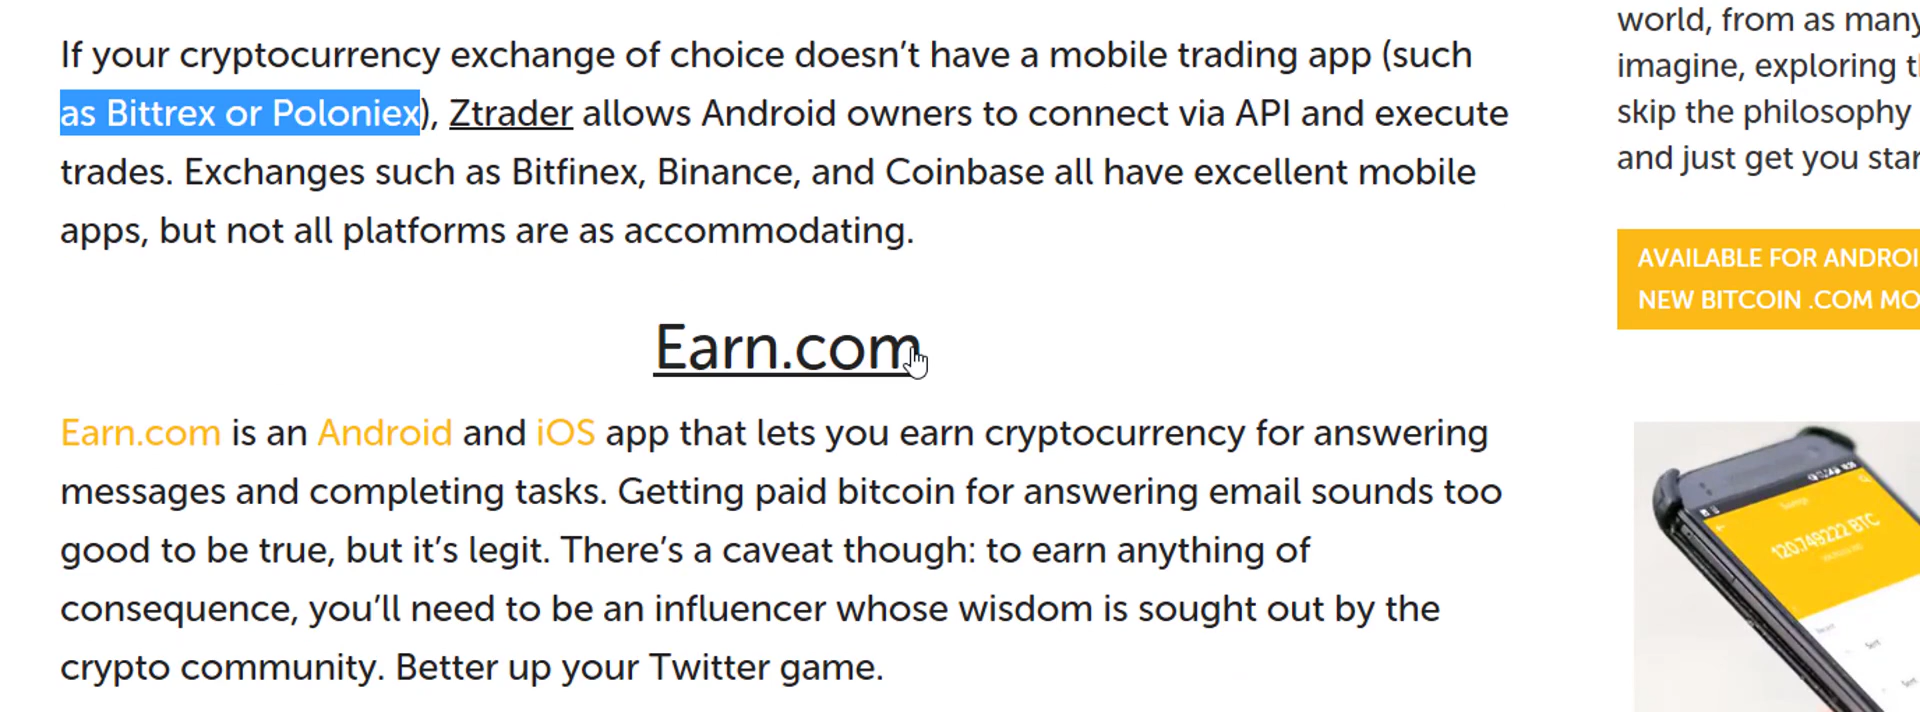 If your cryptocurrency exchange of choice doesn’t have a mobile trading app (such
as Bittrex or Poloniex), Ztrader allows Android owners to connect via API and execute
trades. Exchanges such as Bitfinex, Binance, and Coinbase all have excellent mobile
apps, but not all platforms are as accommodating.
Earn.com
Earn.com is an Android and iOS app that lets you earn cryptocurrency for answering
messages and completing tasks. Getting paid bitcoin for answering email sounds too
good to be true, but it’s legit. There’s a caveat though: to earn anything of
consequence, you’ll need to be an influencer whose wisdom is sought out by the
crypto community. Better up your Twitter game.
world, from as many
imagine, exploring
skip the philosophy
and just get you
AVAILABLE FOR
NEW BITCOIN .COM
120.749222 BTC
Sent
Sent